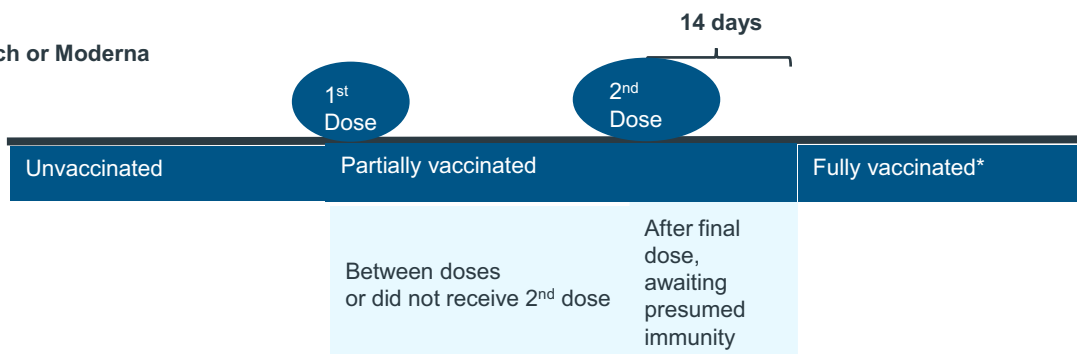 14 days
ch or Moderna
1st
Dose
2nd
Dose
Unvaccinated
Partially vaccinated
Fully vaccinated*
Between doses
or did not receive 2nd dose
After final
dose,
awaiting
presumed
immunity